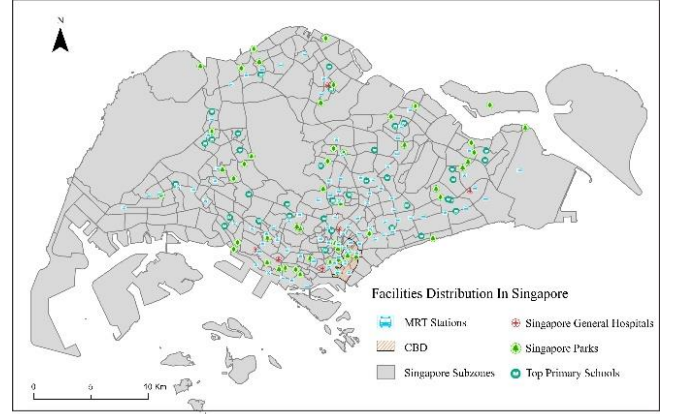 N
Facilities Distribution In Singapore
MRT Stations
Singapore General Hospitals
CBD
Singapore Parks
Singapore Subzones
Top Primary Schools
0 5 10 Km